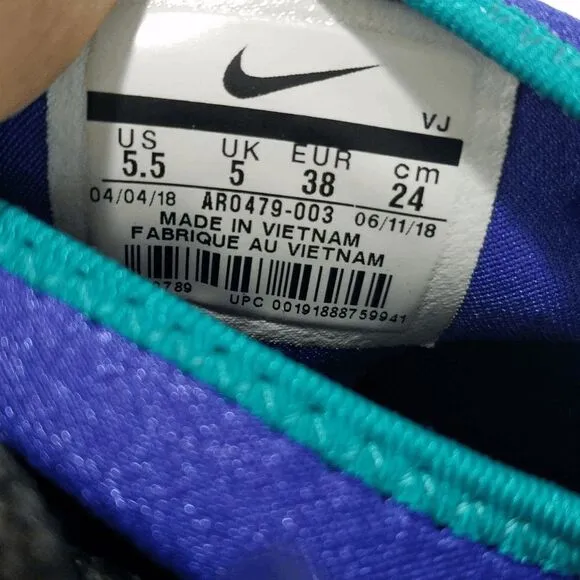 VJ
US UK EUR cm
5.5 5 38 24
04/04/18 AR0479-003 06/11/18
MADE IN VIETNAM
FABRIQUE AU VIETNAM
UPC 00191888759941